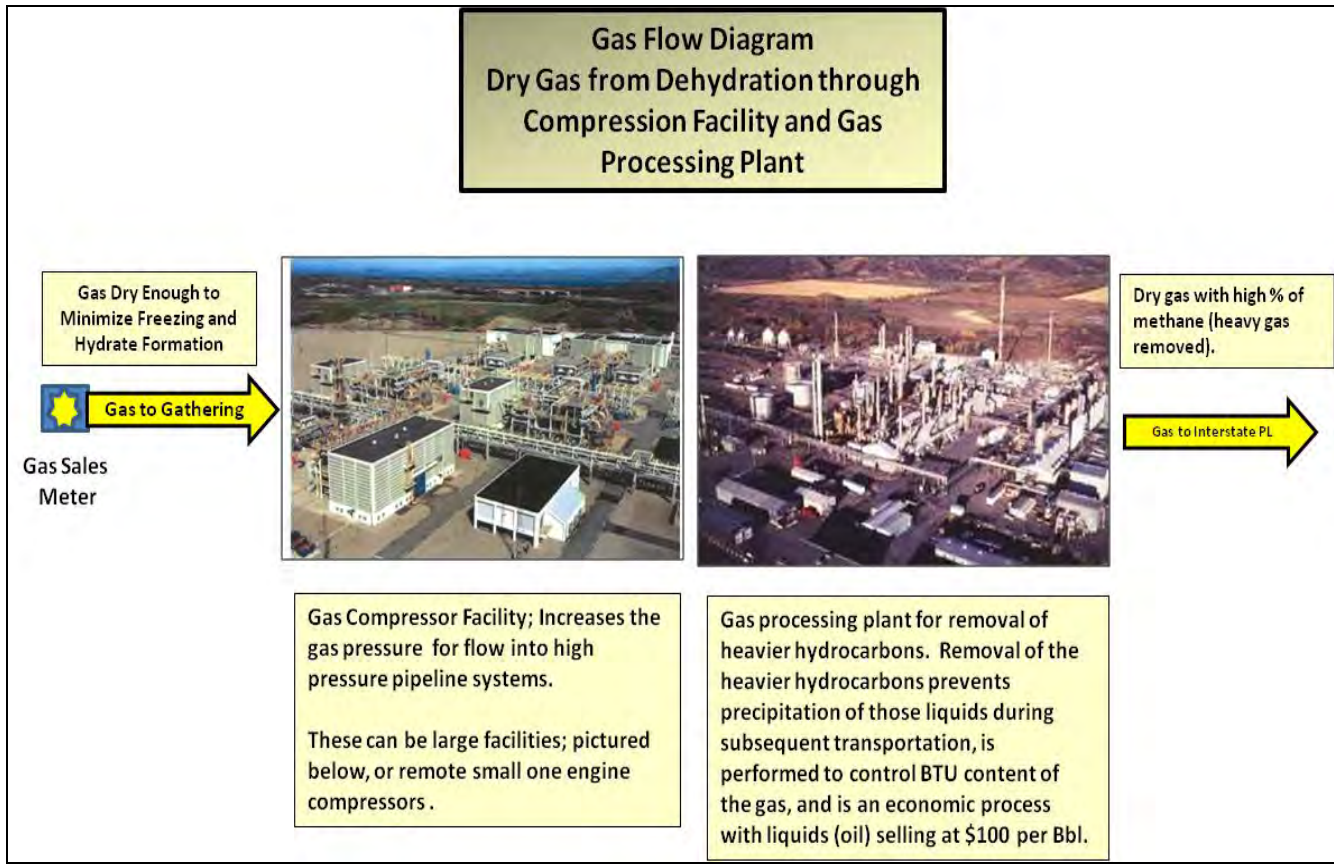 Gas Flow Diagram
Dry Gas from Dehydration through
Compression Facility and Gas
Processing Plant
Gas Dry Enough to
Minimize Freezing and
Hydrate Formation
Gas to Gathering
Gas Sales
Meter
Dry gas with high % of
methane (heavy gas
removed).
Gas to Interstate PL
Gas Compressor Facility; Increases the
gas pressure for flow into high
pressure pipeline systems.
These can be large facilities; pictured
below, or remote small one engine
compressors .
Gas processing plant for removal of
heavier hydrocarbons. Removal of the
heavier hydrocarbons prevents
precipitation of those liquids during
subsequent transportation, is
performed to control BTU content of
the gas, and is an economic process
with liquids (oil) selling at $100 per Bbl.